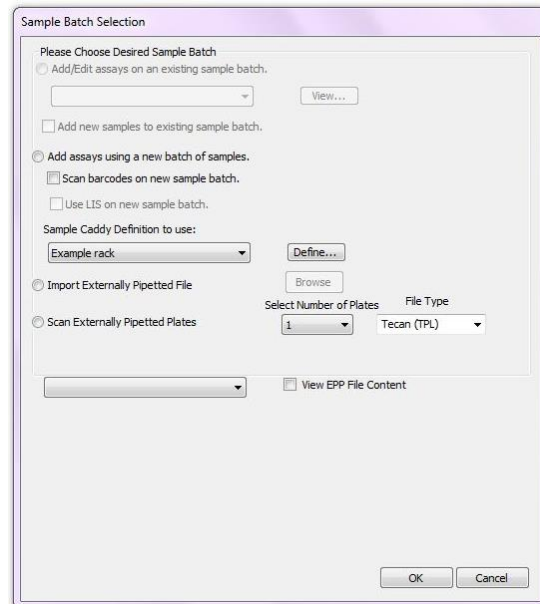 Sample Batch Selection
Please Choose Desired Sample Batch
Add/Edit assays on an existing sample batch.
View...
Add new samples to existing sample batch.
Add assays using a new batch of samples.
Scan barcodes on new sample batch.
Use LIS on new sample batch.
Sample Caddy Definition to use:
Example rack
Define...
Import Externally Pipetted File
Browse
Select Number of Plates
File Type
Scan Externally Pipetted Plates
1
Tecan (TPL)
View EPP File Content
OK
Cancel